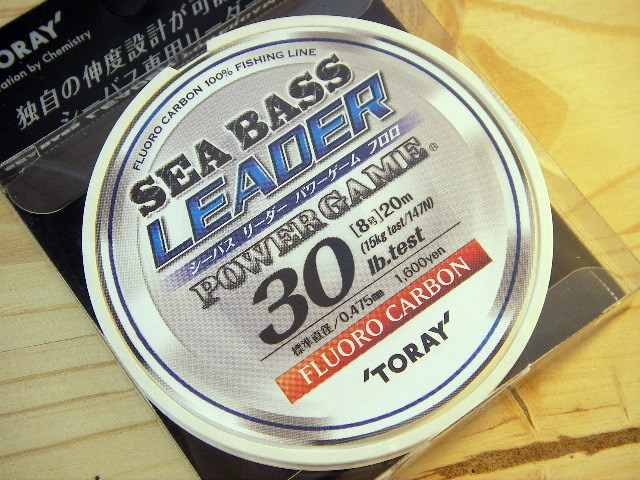 'TORAY'
ation by Chemistry
独自の伸度設計が可能
シーバス専用リーダー
FLUORO CARBON 100% FISHING LINE
SEA BASS
LEADER
シーバス リーダー パワーゲーム フロロ
POWER GAME®
30 [8号]20m
(15kg test/147N)
lb.test
標準直径/0.475mm 1,600yen
FLUORO CARBON
'TORAY'